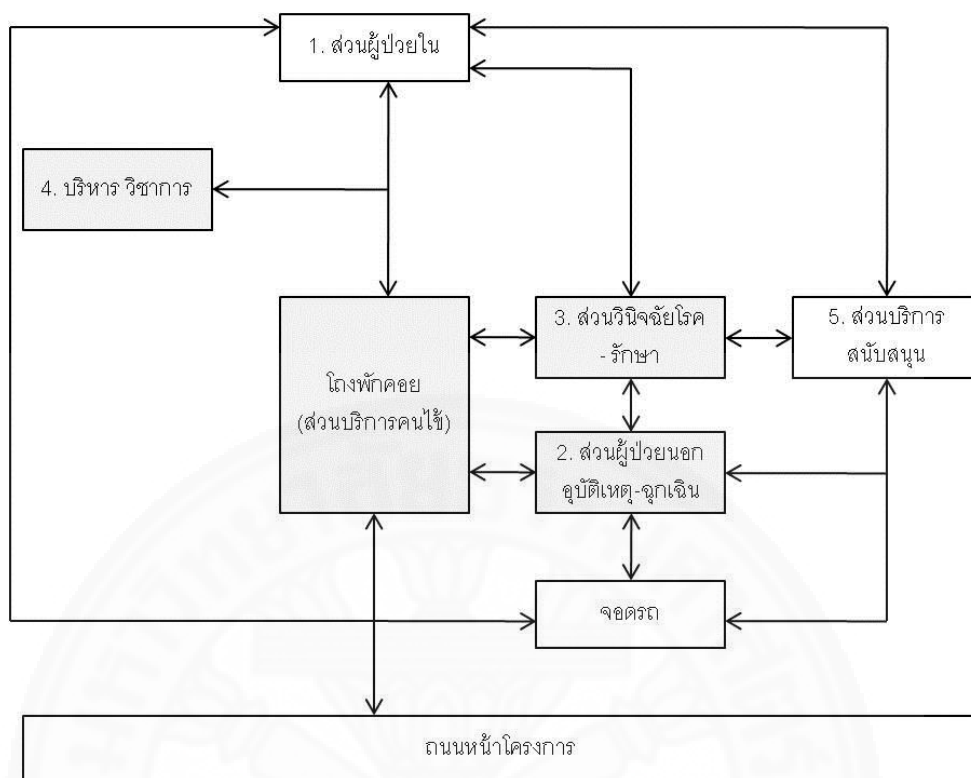 1. ส่วนผู้ป่วยใน
4. บริหาร วิชาการ
3. ส่วนวินิจฉัยโรค
- รักษา
5. ส่วนบริการ
สนับสนุน
โถงพักคอย
(ส่วนบริการคนไข้)
2. ส่วนผู้ป่วยนอก
อุบัติเหตุ-ฉุกเฉิน
จอดรถ
ถนนหน้าโครงการ